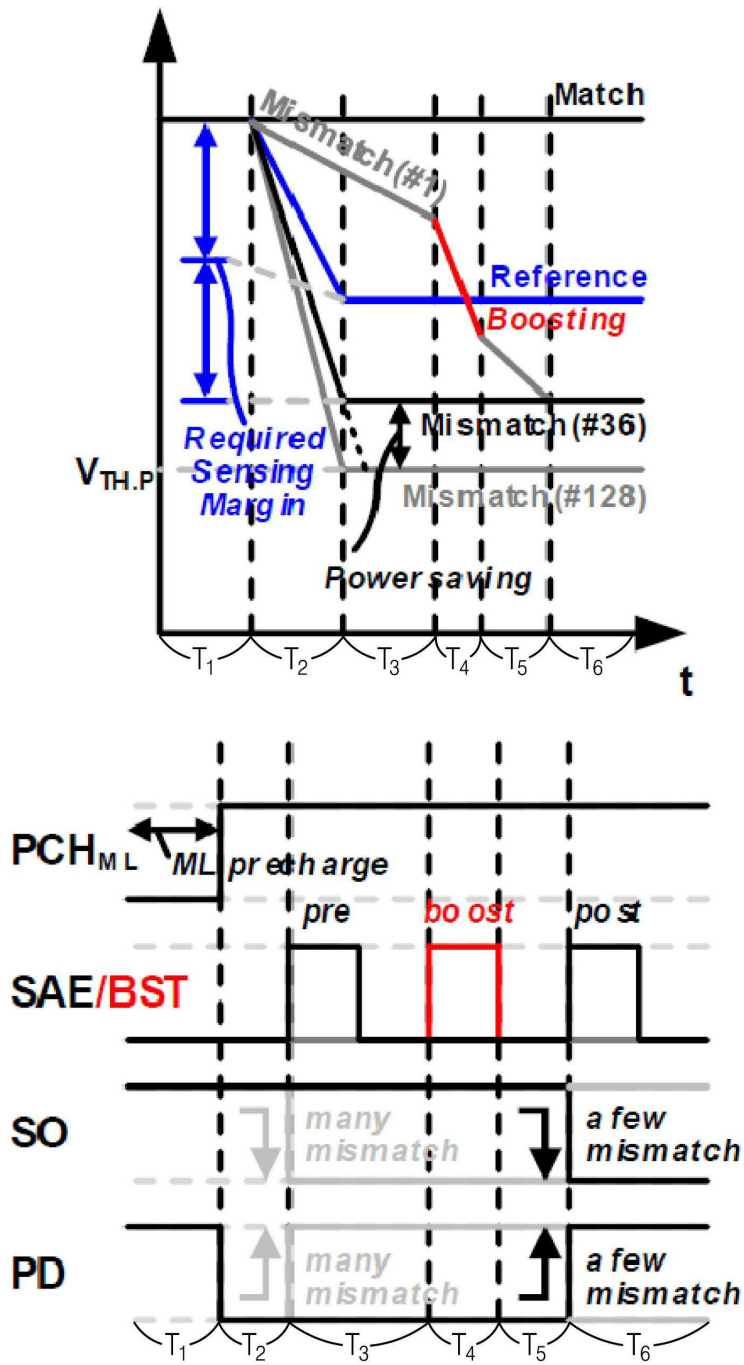 Match
Mismatch(#1)
Reference
Boosting
Required
Sensing
Margin
Mismatch(#36)
V_TH.P
Mismatch(#128)
Power saving
T1 T2 T3 T4 T5 T6
t
PCH_ML
ML precharge
pre boost post
SAE/BST
SO
many
mismatch
a few
mismatch
PD
many
mismatch
a few
mismatch
T1 T2 T3 T4 T5 T6